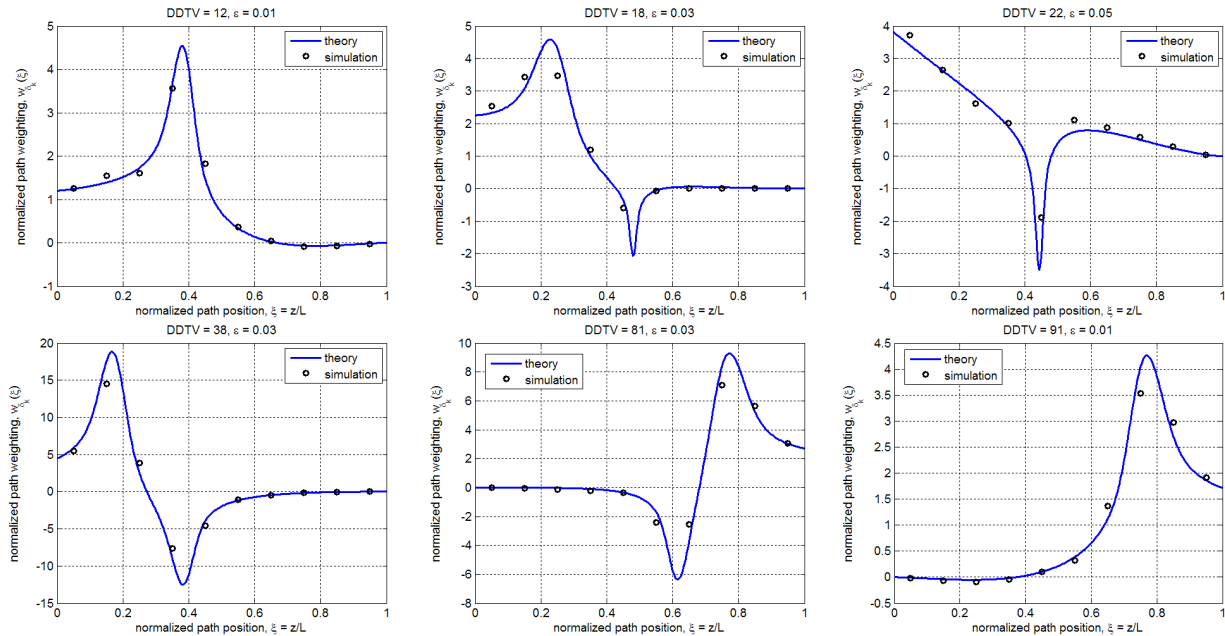 DDTV = 12, ε = 0.01
theory
simulation
normalized path weighting, w_{δ_k}(ξ)
5
4
3
2
1
0
-1
0 0.2 0.4 0.6 0.8 1
normalized path position, ξ = z/L
DDTV = 18, ε = 0.03
theory
simulation
normalized path weighting, w_{δ_k}(ξ)
5
4
3
2
1
0
-1
-2
-3
0 0.2 0.4 0.6 0.8 1
normalized path position, ξ = z/L
DDTV = 22, ε = 0.05
theory
simulation
normalized path weighting, w_{δ_k}(ξ)
4
3
2
1
0
-1
-2
-3
-4
0 0.2 0.4 0.6 0.8 1
normalized path position, ξ = z/L
DDTV = 38, ε = 0.03
theory
simulation
normalized path weighting, w_{δ_k}(ξ)
20
15
10
5
0
-5
-10
-15
0 0.2 0.4 0.6 0.8 1
normalized path position, ξ = z/L
DDTV = 81, ε = 0.03
theory
simulation
normalized path weighting, w_{δ_k}(ξ)
10
8
6
4
2
0
-2
-4
-6
-8
0 0.2 0.4 0.6 0.8 1
normalized path position, ξ = z/L
DDTV = 91, ε = 0.01
theory
simulation
normalized path weighting, w_{δ_k}(ξ)
4.5
4
3.5
3
2.5
2
1.5
1
0.5
0
-0.5
0 0.2 0.4 0.6 0.8 1
normalized path position, ξ = z/L